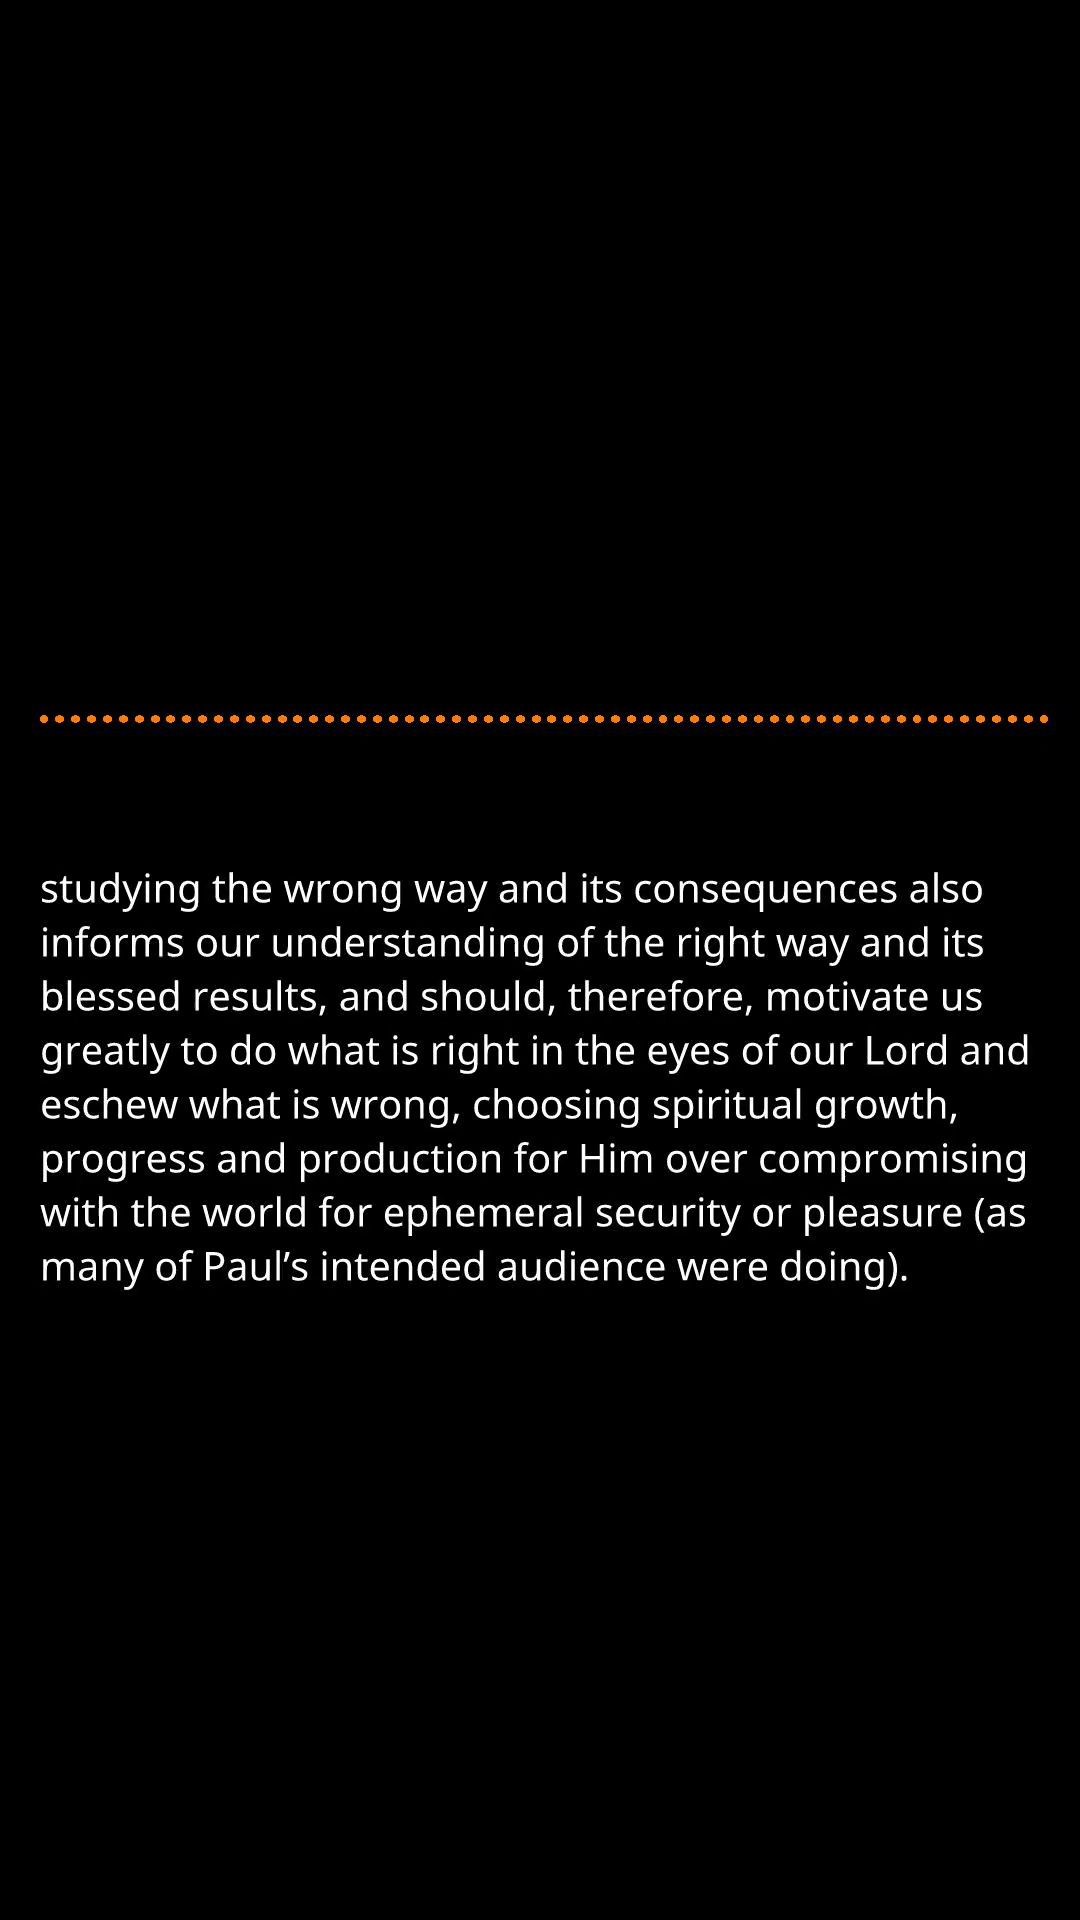 studying the wrong way and its consequences also
informs our understanding of the right way and its
blessed results, and should, therefore, motivate us
greatly to do what is right in the eyes of our Lord and
eschew what is wrong, choosing spiritual growth,
progress and production for Him over compromising
with the world for ephemeral security or pleasure (as
many of Paul’s intended audience were doing).